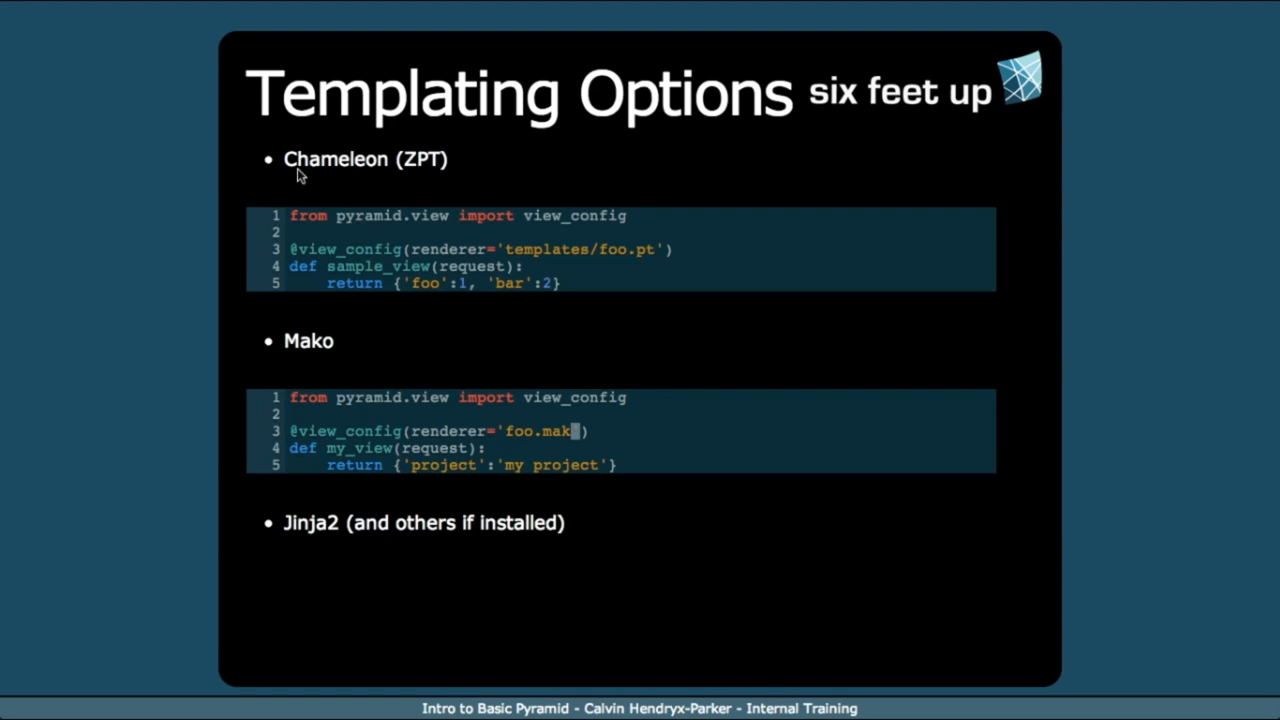 Templating Options six feet up
• Chameleon (ZPT)
1 from pyramid.view import view_config
2
3 @view_config(renderer='templates/foo.pt')
4 def sample_view(request):
5     return {'foo':1, 'bar':2}
• Mako
1 from pyramid.view import view_config
2
3 @view_config(renderer='foo.mak')
4 def my_view(request):
5     return {'project':'my project'}
• Jinja2 (and others if installed)
Intro to Basic Pyramid - Calvin Hendryx-Parker - Internal Training